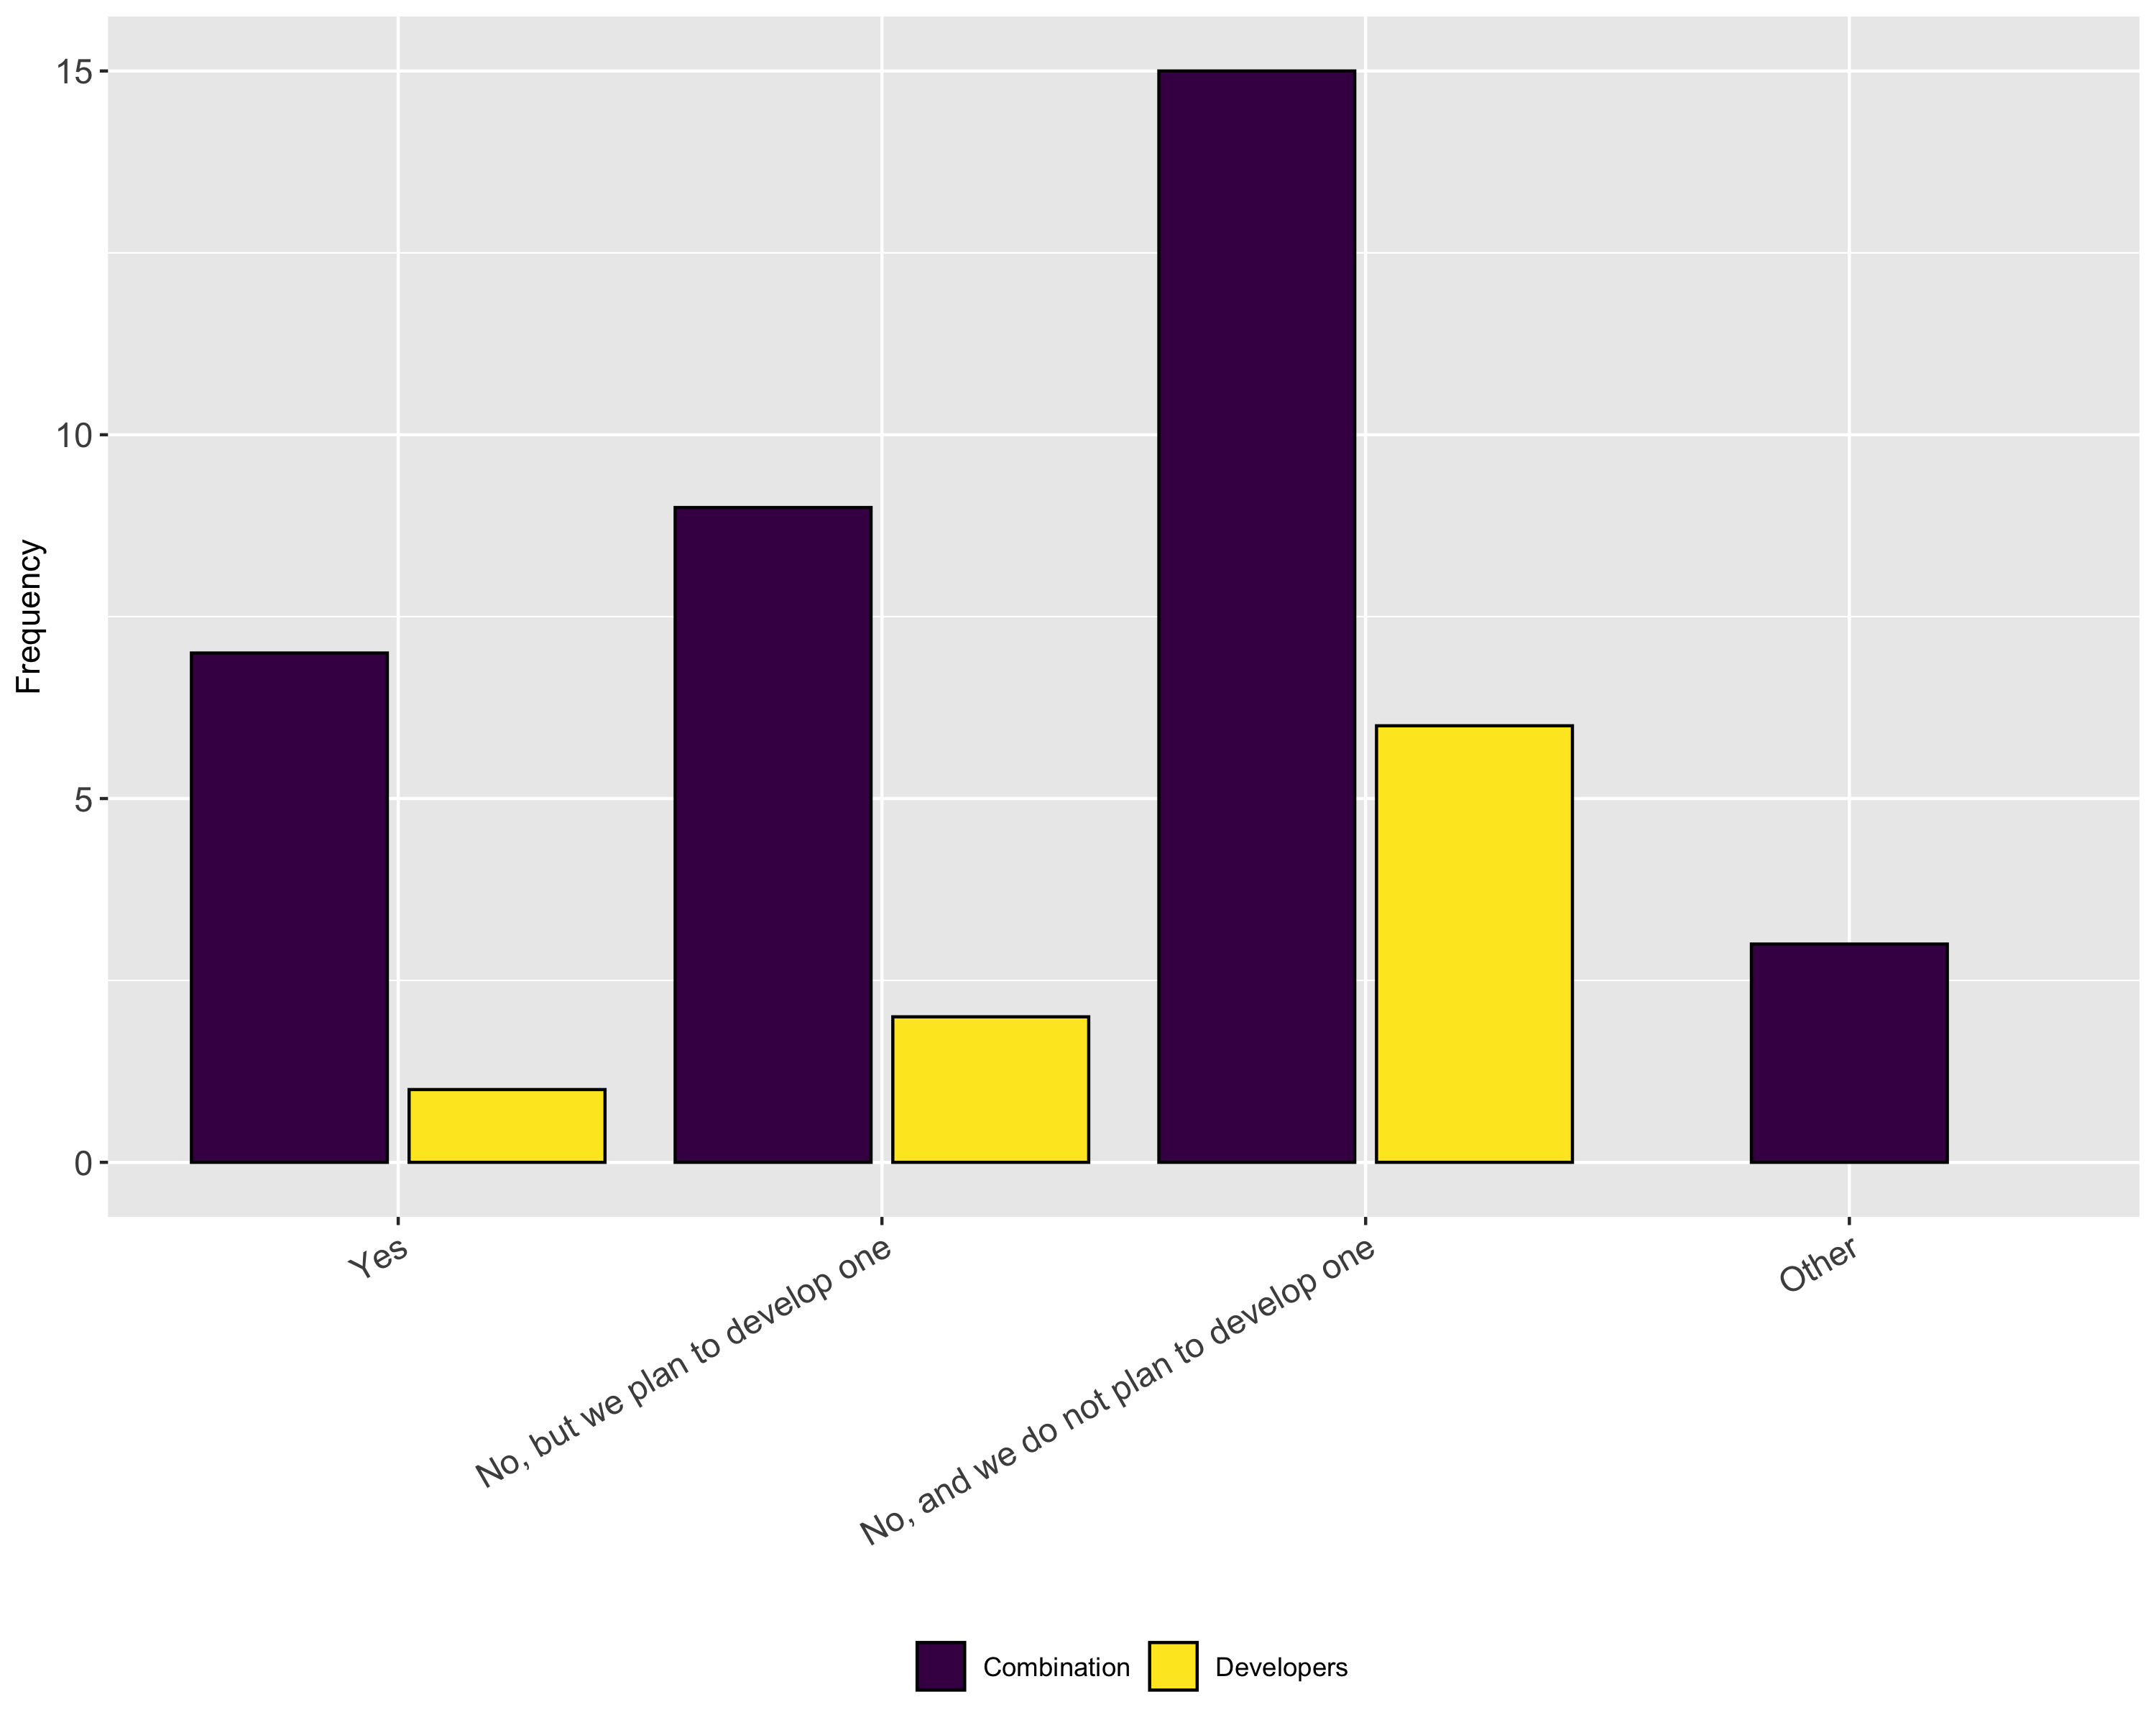 15
10
5
0
Frequency
Yes
No, but we plan to develop one
No, and we do not plan to develop one
Other
Combination
Developers